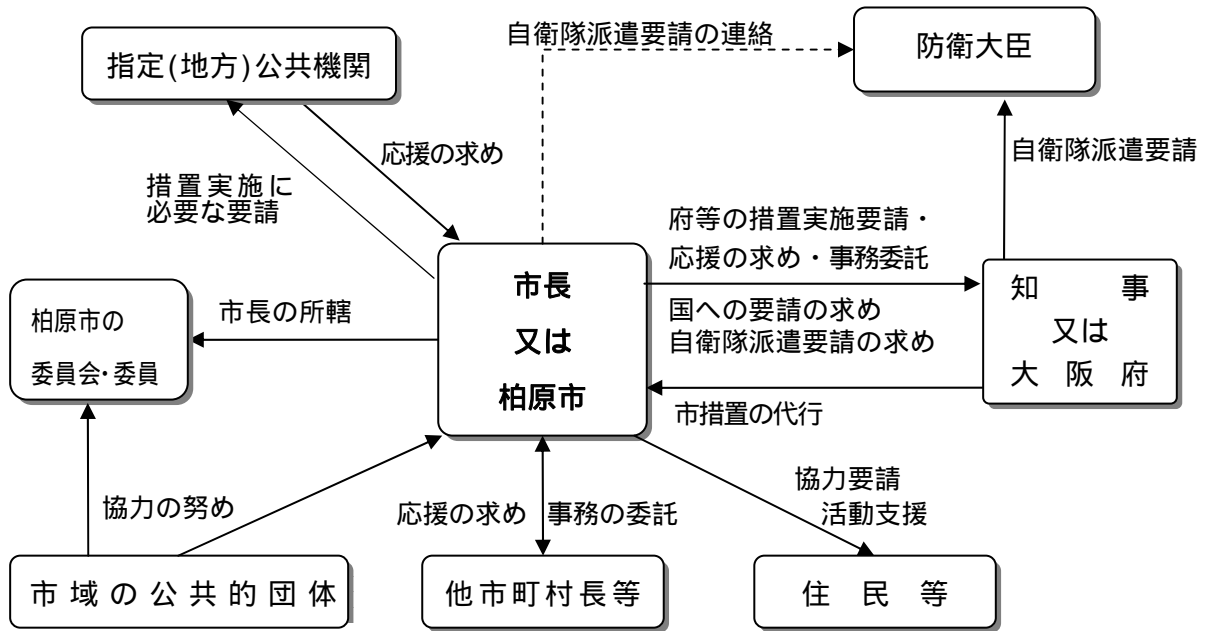 自衛隊派遣要請の連絡
防衛大臣
指定(地方)公共機関
自衛隊派遣要請
応援の求め
措置実施に
必要な要請
府等の措置実施要請・
応援の求め・事務委託
市長
又は
柏原市
知 事
又は
大 阪 府
国への要請の求め
自衛隊派遣要請の求め
市長の所轄
柏原市の
委員会・委員
市措置の代行
協力要請
活動支援
協力の努め
応援の求め
事務の委託
市域の公共的団体
他市町村長等
住 民 等